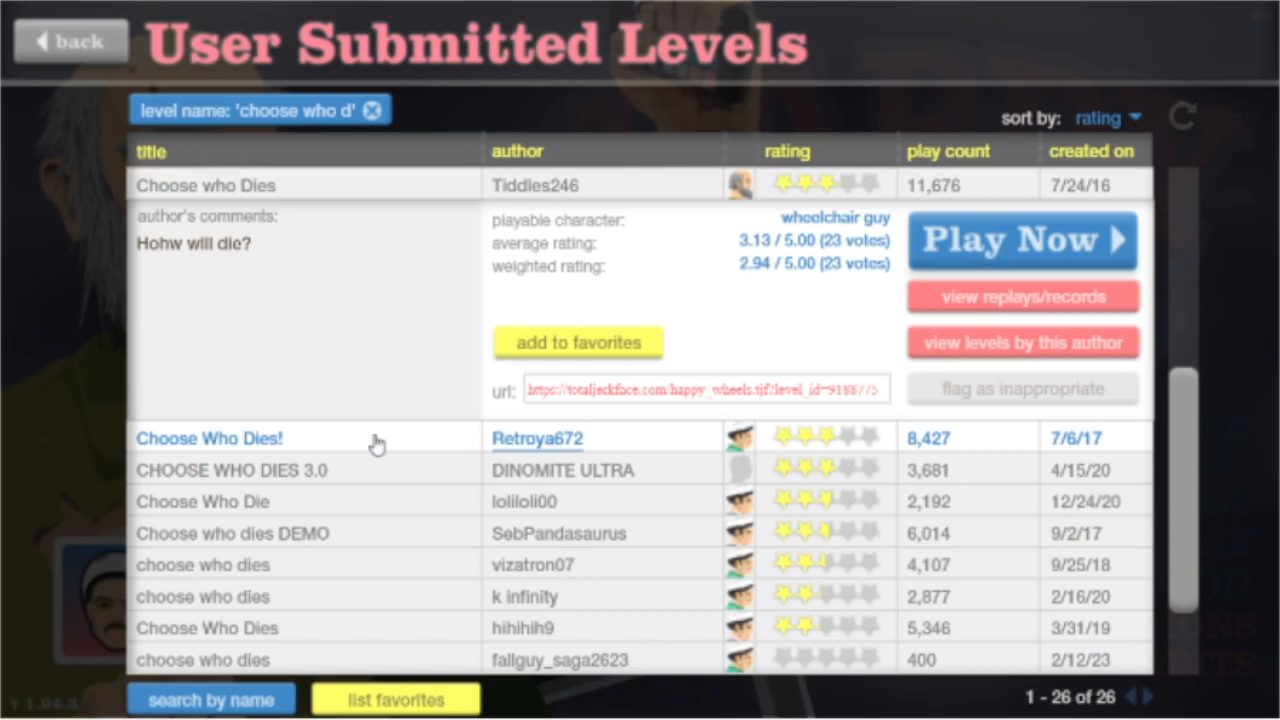 back
User Submitted Levels
level name: 'choose who d'
sort by: rating
title author rating play count created on
Choose who Dies Tiddles246 11,676 7/24/16
author's comments:
Hohw will die?
playable character: wheelchair guy
average rating: 3.13 / 5.00 (23 votes)
weighted rating: 2.94 / 5.00 (23 votes)
Play Now
view replays/records
add to favorites
view levels by this author
url: https://totaljerkface.com/happy_wheels.tjf?level_id=9188775
flag as inappropriate
Choose Who Dies! Retroya672 8,427 7/6/17
CHOOSE WHO DIES 3.0 DINOMITE ULTRA 3,681 4/15/20
Choose Who Die loliloli00 2,192 12/24/20
Choose who dies DEMO SebPandasaurus 6,014 9/2/17
choose who dies vizatron07 4,107 9/25/18
choose who dies k infinity 2,877 2/16/20
Choose Who Dies hihihih9 5,346 3/31/19
choose who dies fallguy_saga2623 400 2/12/23
search by name
list favorites
1 - 26 of 26